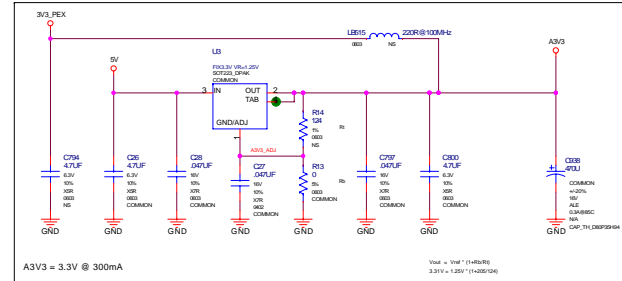 3V3_PEX
LB515
220R@100MHz
0603
NS
A3V3
5V
U3
FIX3.3V VR=1.25V
SOT223_DPAK
COMMON
3
IN
OUT
2
TAB
GND/ADJ
1
A3V3_ADJ
R14
124
1%
0603
NS
Rt
R13
0
5%
0603
COMMON
Rb
C794
4.7UF
6.3V
10%
X5R
0603
NS
C26
4.7UF
6.3V
10%
X5R
0603
COMMON
C28
.047UF
16V
10%
X7R
0603
COMMON
C27
.047UF
16V
10%
X7R
0402
COMMON
C797
.047UF
16V
10%
X7R
0603
COMMON
C800
4.7UF
6.3V
10%
X5R
0603
COMMON
C938
470U
COMMON
+/-20%
16V
ALE
0.3A@85C
N/A
CAP_TH_D80P35H94
GND
GND
GND
GND
GND
GND
GND
GND
A3V3 = 3.3V @ 300mA
Vout = Vref * (1+Rb/Rt)
3.31V = 1.25V * (1+205/124)